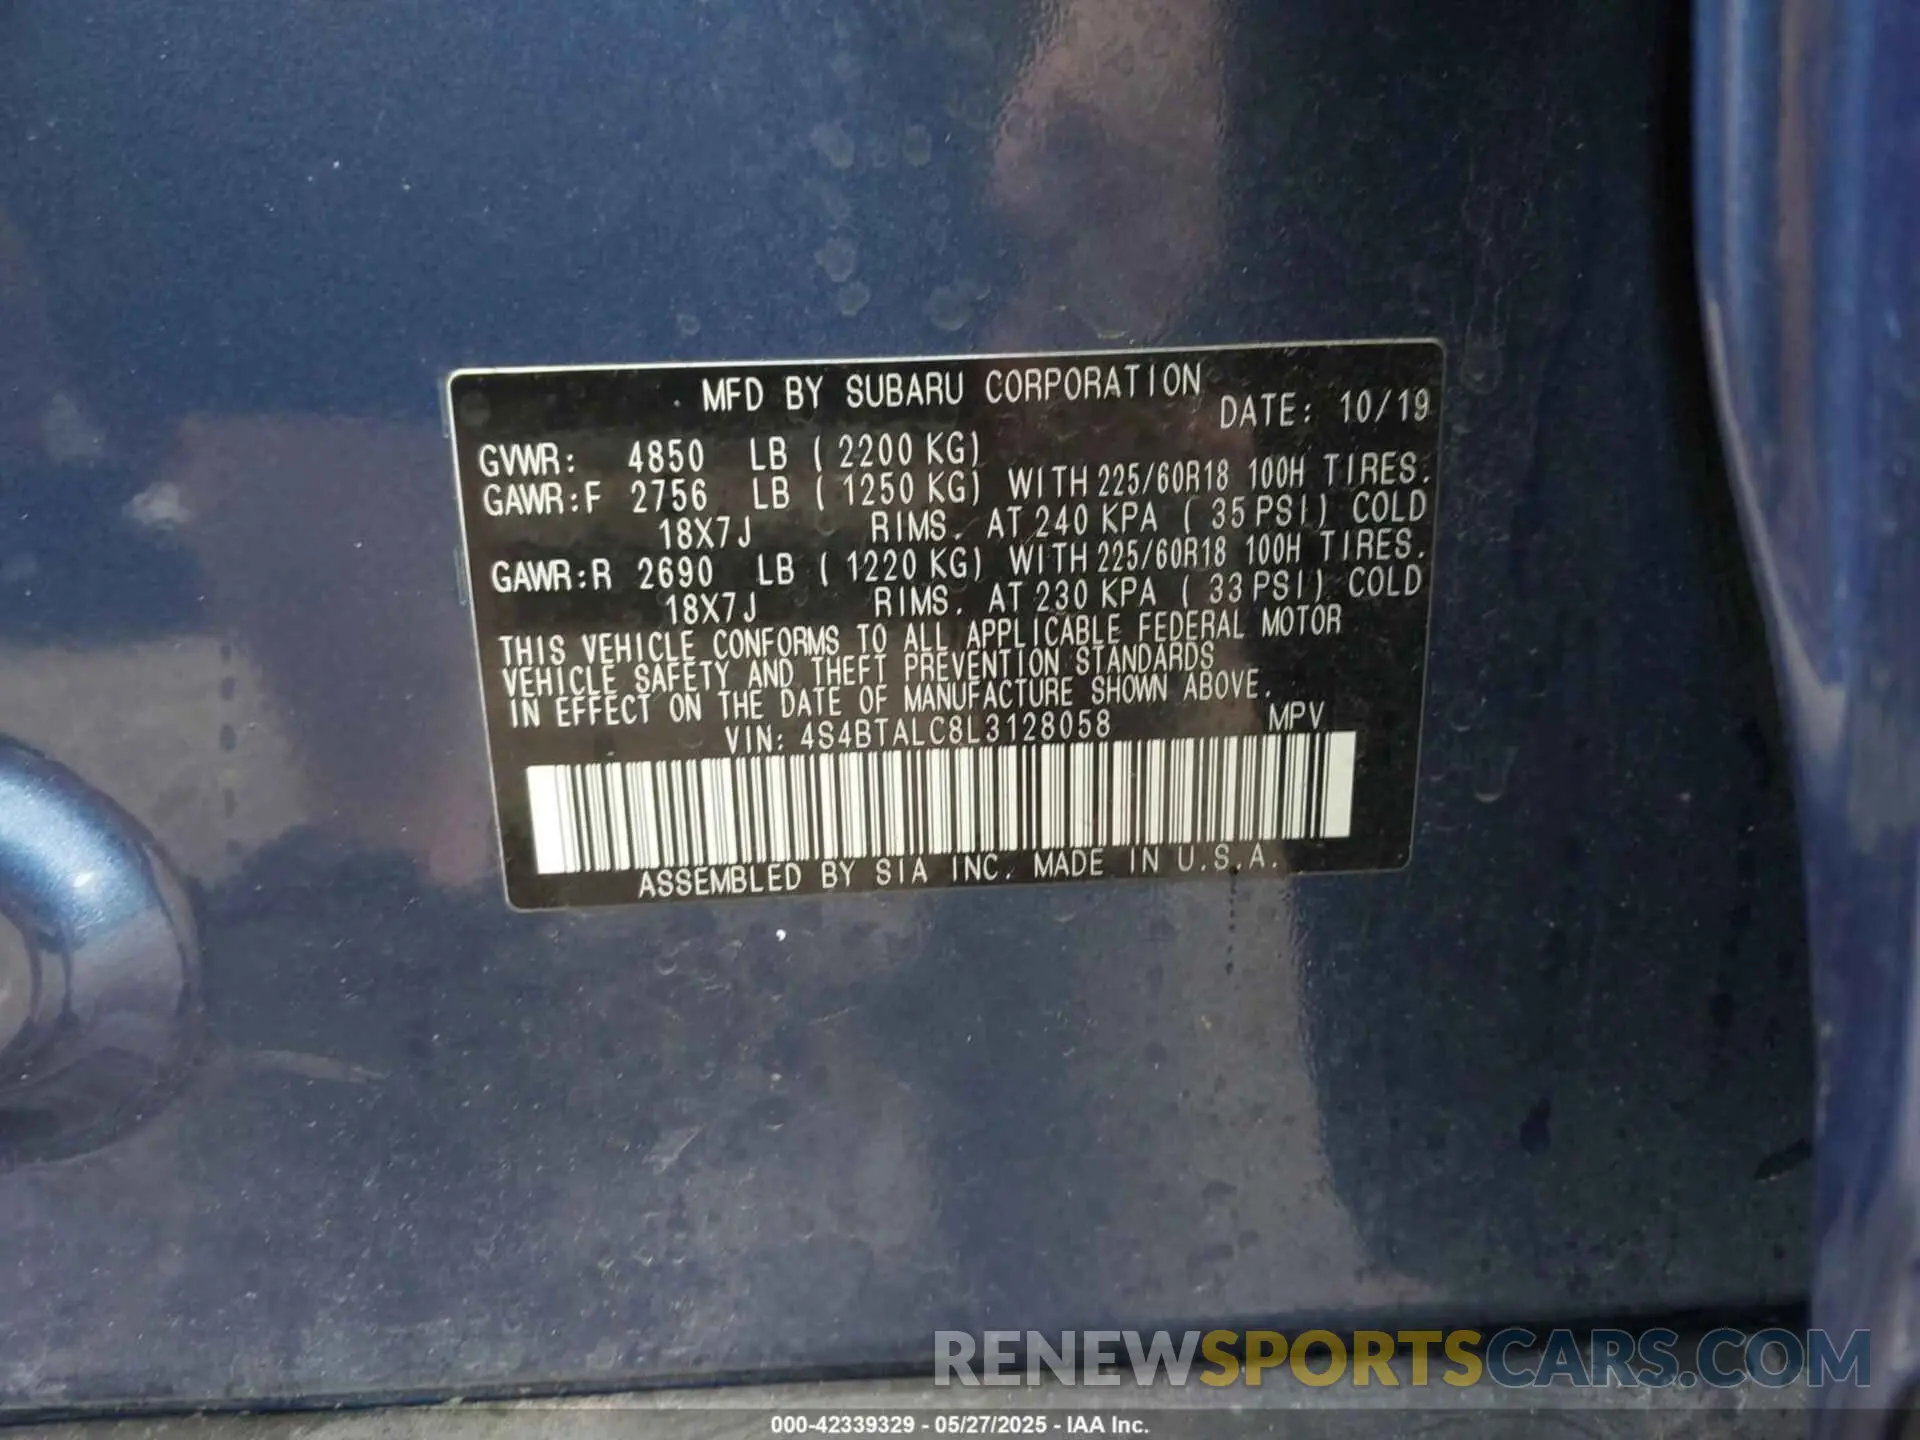 MFD BY SUBARU CORPORATION
DATE: 10/19
GVWR: 4850 LB ( 2200 KG)
GAWR:F 2756 LB ( 1250 KG) WITH 225/60R18 100H TIRES.
18X7J RIMS. AT 240 KPA ( 35 PSI) COLD
GAWR:R 2690 LB ( 1220 KG) WITH 225/60R18 100H TIRES.
18X7J RIMS. AT 230 KPA ( 33 PSI) COLD
THIS VEHICLE CONFORMS TO ALL APPLICABLE FEDERAL MOTOR
VEHICLE SAFETY AND THEFT PREVENTION STANDARDS
IN EFFECT ON THE DATE OF MANUFACTURE SHOWN ABOVE.
VIN: 4S4BTALC8L3128058 MPV
ASSEMBLED BY SIA INC. MADE IN U.S.A.
RENEWSPORTSCARS.COM
000-42339329 - 05/27/2025 - IAA Inc.